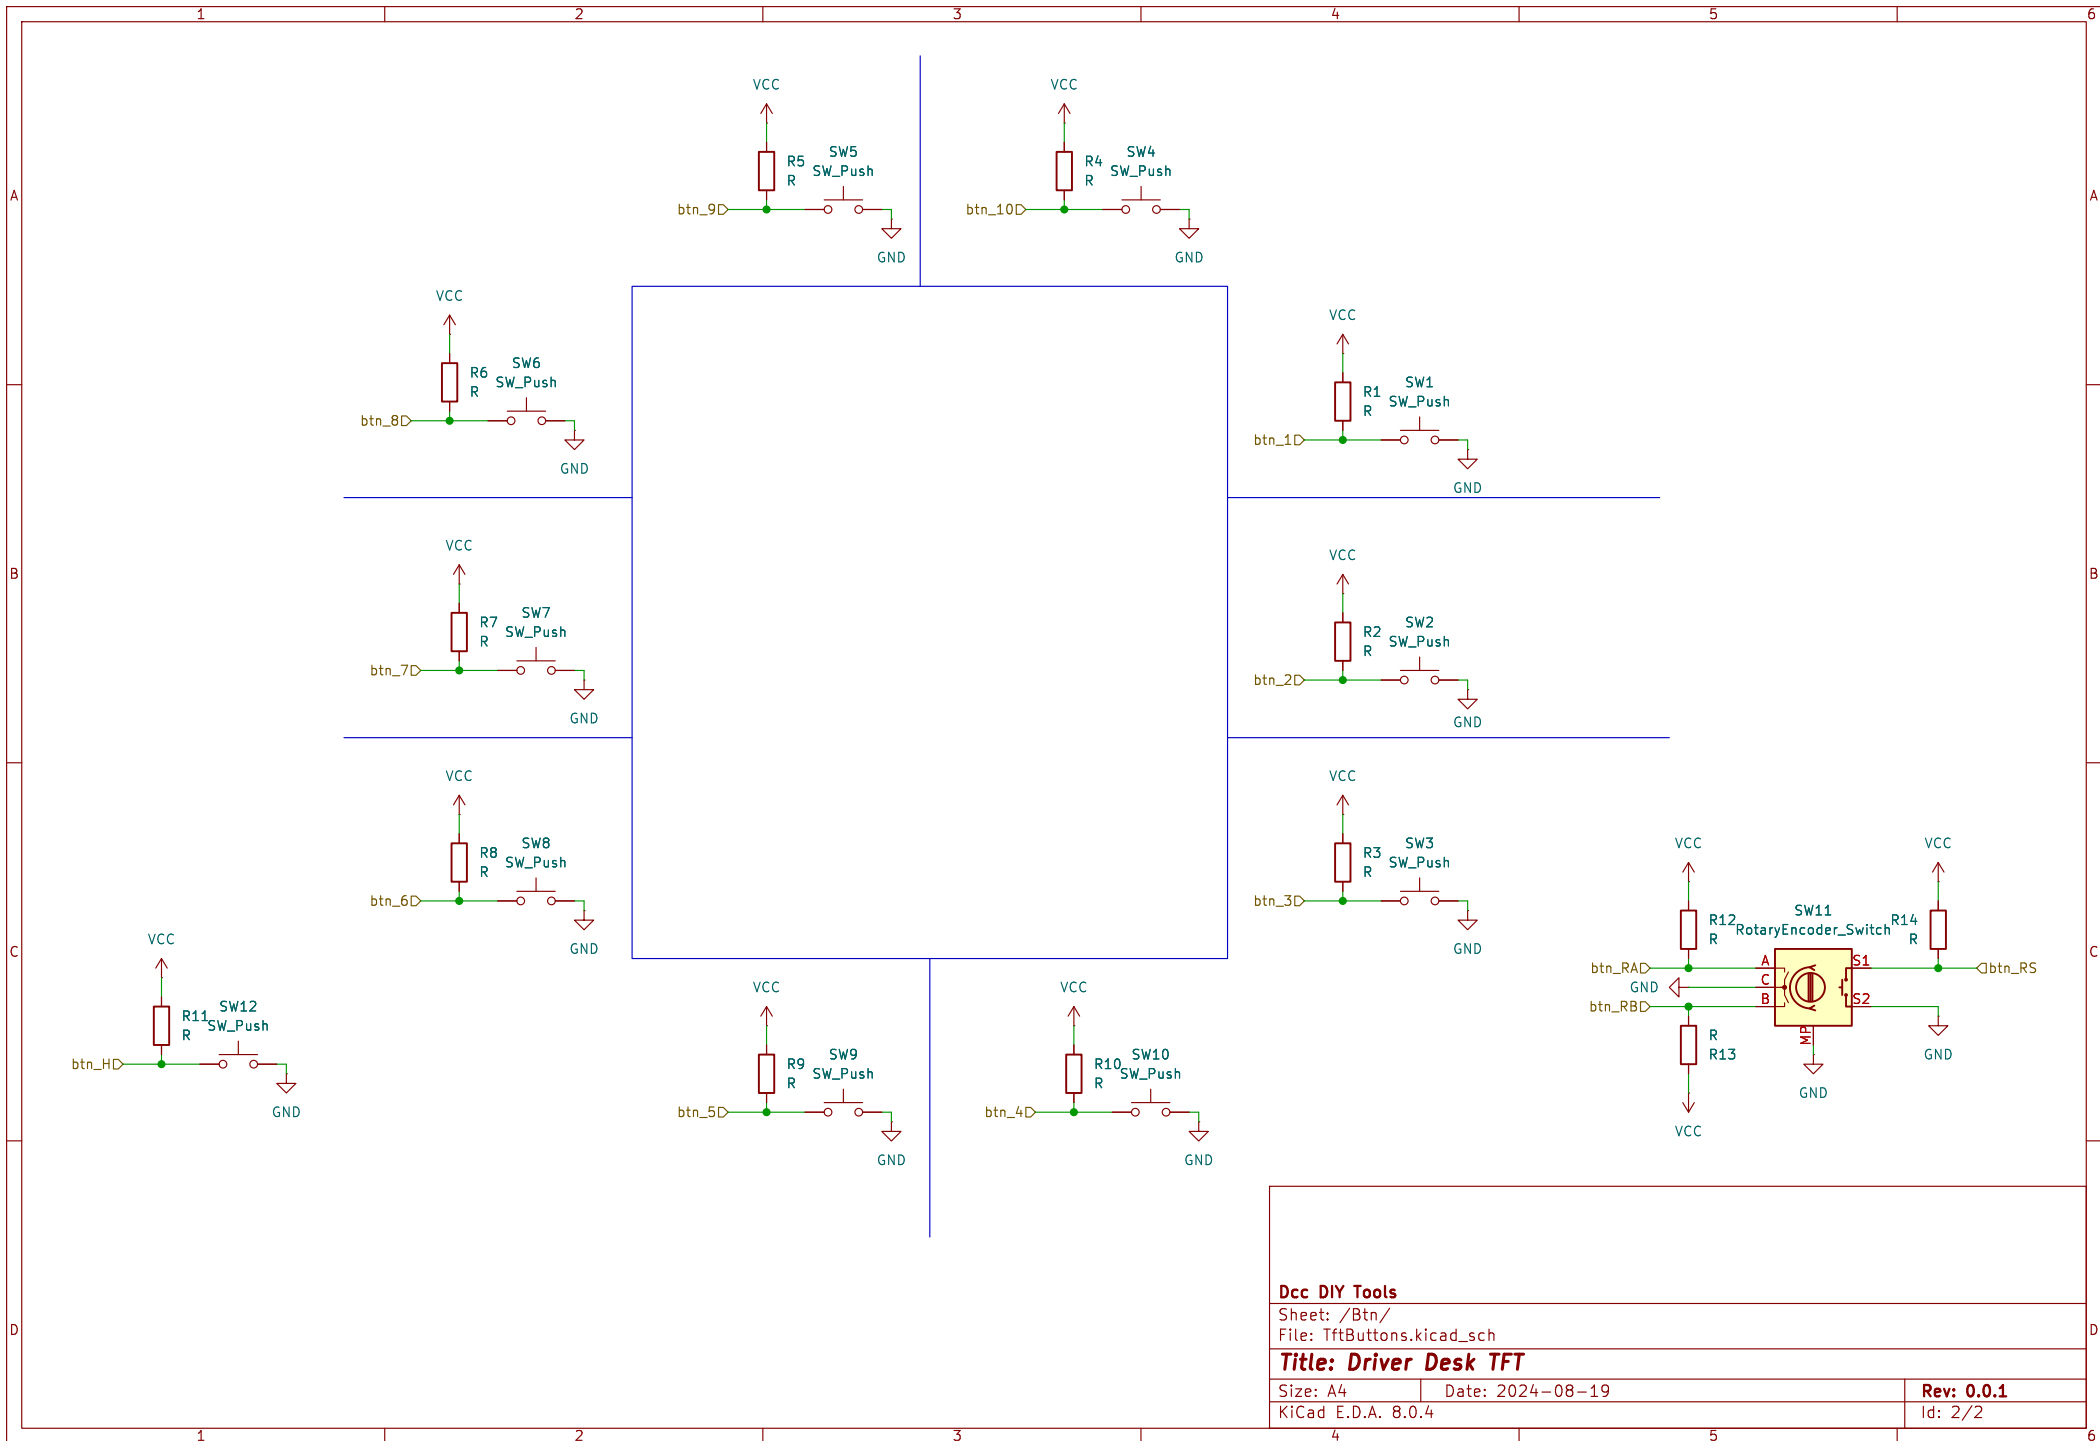 1 2 3 4 5 6
A A
B B
C C
D D
1 2 3 4 5 6
VCC
R5
R
SW5
SW_Push
btn_9
GND
VCC
R4
R
SW4
SW_Push
btn_10
GND
VCC
R6
R
SW6
SW_Push
btn_8
GND
VCC
R1
R
SW1
SW_Push
btn_1
GND
VCC
R7
R
SW7
SW_Push
btn_7
GND
VCC
R2
R
SW2
SW_Push
btn_2
GND
VCC
R8
R
SW8
SW_Push
btn_6
GND
VCC
R3
R
SW3
SW_Push
btn_3
GND
VCC
R11
R
SW12
SW_Push
btn_H
GND
VCC
R9
R
SW9
SW_Push
btn_5
GND
VCC
R10
R
SW10
SW_Push
btn_4
GND
VCC
R12
R
SW11
RotaryEncoder_Switch
VCC
R14
R
btn_RA
A
S1
btn_RS
GND
C
btn_RB
B
S2
MP
R
R13
GND
GND
VCC
Dcc DIY Tools
Sheet: /Btn/
File: TftButtons.kicad_sch
Title: Driver Desk TFT
Size: A4 Date: 2024-08-19 Rev: 0.0.1
KiCad E.D.A. 8.0.4 Id: 2/2